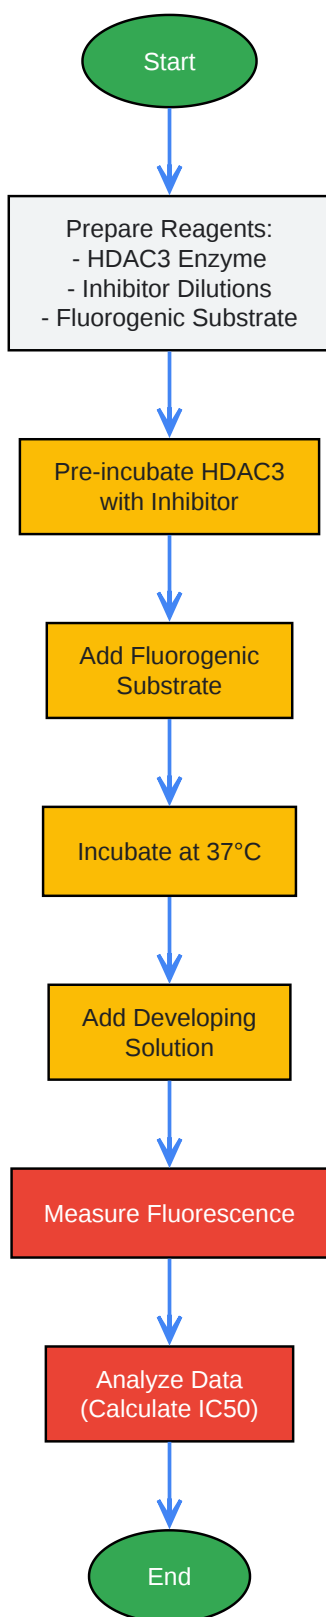 Start
Prepare Reagents:
- HDAC3 Enzyme
- Inhibitor Dilutions
- Fluorogenic Substrate
Pre-incubate HDAC3
with Inhibitor
Add Fluorogenic
Substrate
Incubate at 37°C
Add Developing
Solution
Measure Fluorescence
Analyze Data
(Calculate IC50)
End